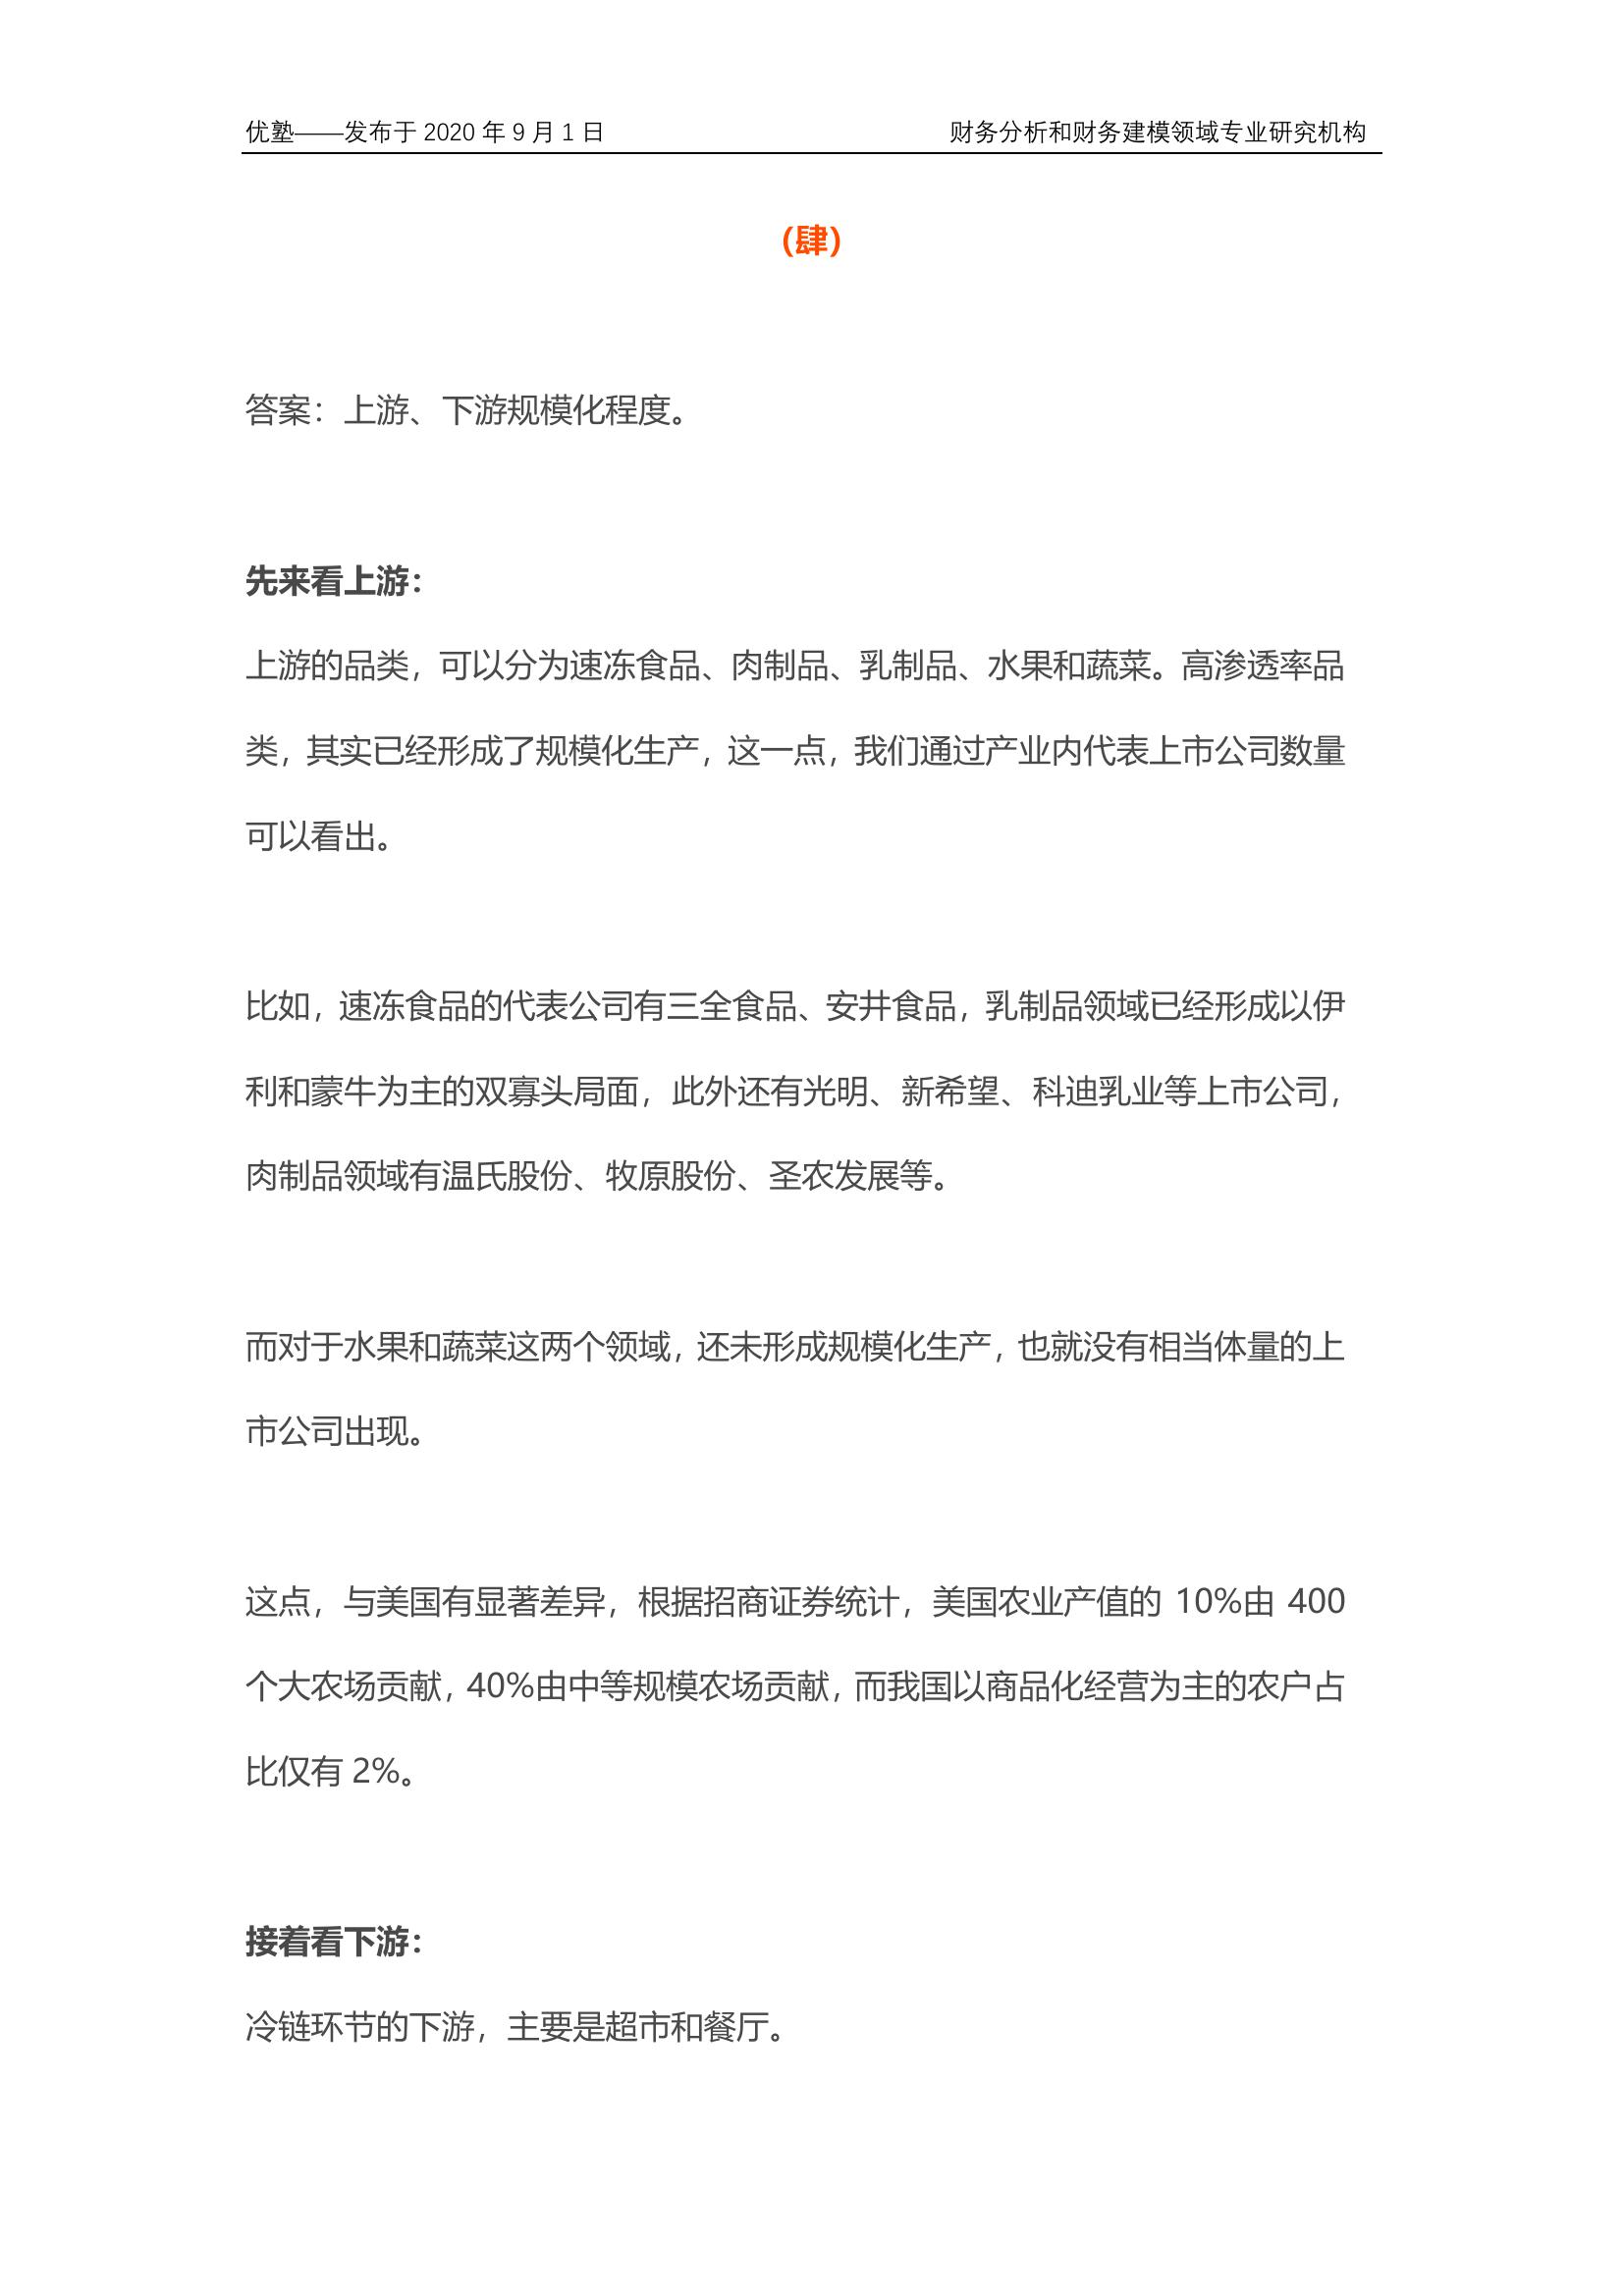 优塾——发布于 2020 年 9 月 1 日 财务分析和财务建模领域专业研究机构
(肆)
答案：上游、下游规模化程度。
先来看上游：
上游的品类，可以分为速冻食品、肉制品、乳制品、水果和蔬菜。高渗透率品
类，其实已经形成了规模化生产，这一点，我们通过产业内代表上市公司数量
可以看出。
比如，速冻食品的代表公司有三全食品、安井食品，乳制品领域已经形成以伊
利和蒙牛为主的双寡头局面，此外还有光明、新希望、科迪乳业等上市公司，
肉制品领域有温氏股份、牧原股份、圣农发展等。
而对于水果和蔬菜这两个领域，还未形成规模化生产，也就没有相当体量的上
市公司出现。
这点，与美国有显著差异，根据招商证券统计，美国农业产值的 10%由 400
个大农场贡献，40%由中等规模农场贡献，而我国以商品化经营为主的农户占
比仅有 2%。
接着看下游：
冷链环节的下游，主要是超市和餐厅。